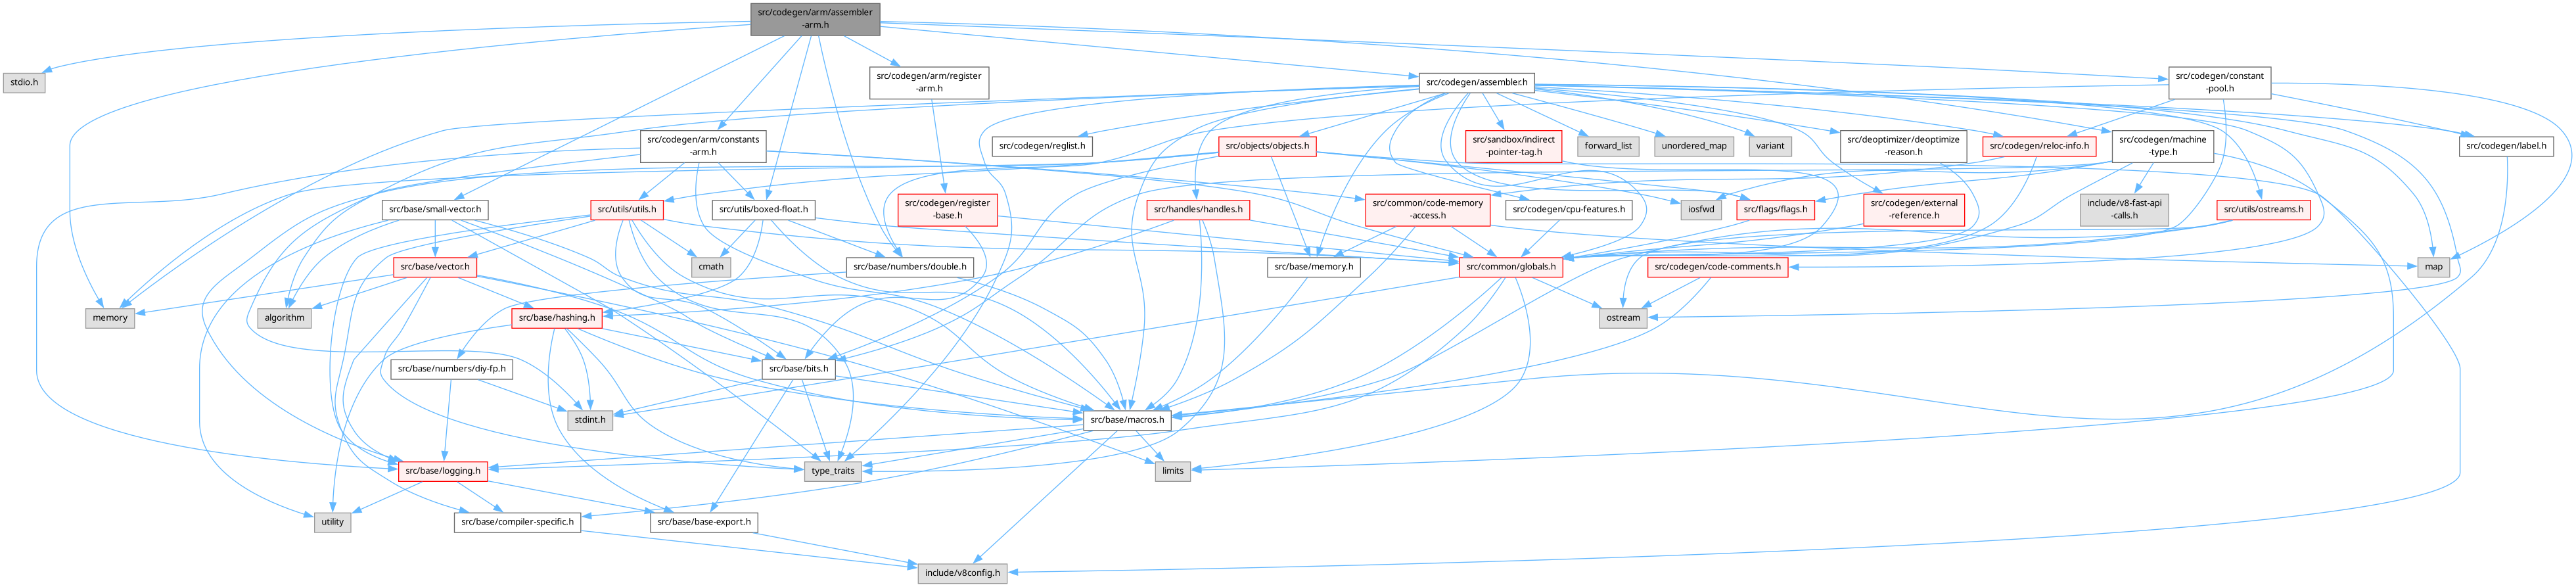 src/codegen/arm/assembler
-arm.h
stdio.h
src/codegen/arm/register
-arm.h
src/codegen/assembler.h
src/codegen/constant
-pool.h
src/codegen/arm/constants
-arm.h
src/codegen/reglist.h
src/objects/objects.h
src/sandbox/indirect
-pointer-tag.h
forward_list
unordered_map
variant
src/deoptimizer/deoptimize
-reason.h
src/codegen/reloc-info.h
src/codegen/machine
-type.h
src/codegen/label.h
src/base/small-vector.h
src/utils/utils.h
src/utils/boxed-float.h
src/codegen/register
-base.h
src/handles/handles.h
src/common/code-memory
-access.h
src/codegen/cpu-features.h
iosfwd
src/flags/flags.h
src/codegen/external
-reference.h
include/v8-fast-api
-calls.h
src/utils/ostreams.h
src/base/vector.h
cmath
src/base/numbers/double.h
src/base/memory.h
src/common/globals.h
src/codegen/code-comments.h
map
memory
algorithm
src/base/hashing.h
ostream
src/base/numbers/diy-fp.h
src/base/bits.h
stdint.h
src/base/macros.h
src/base/logging.h
type_traits
limits
utility
src/base/compiler-specific.h
src/base/base-export.h
include/v8config.h